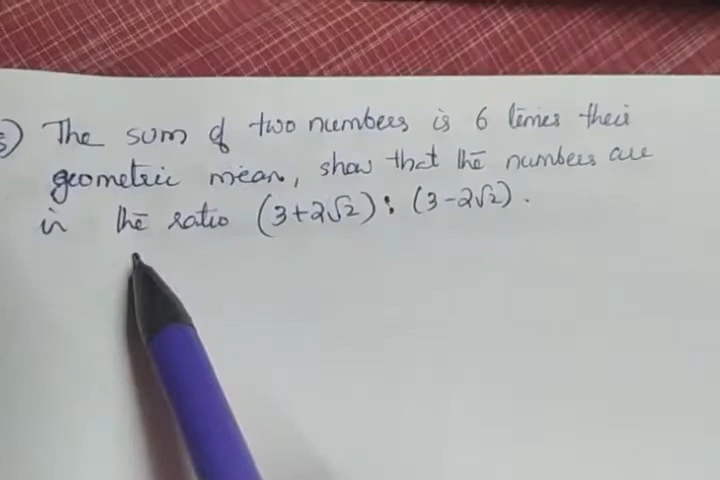 The sum of two numbers is 6 times their
geometric mean, show that the numbers are
in the ratio (3+2√2) : (3-2√2).